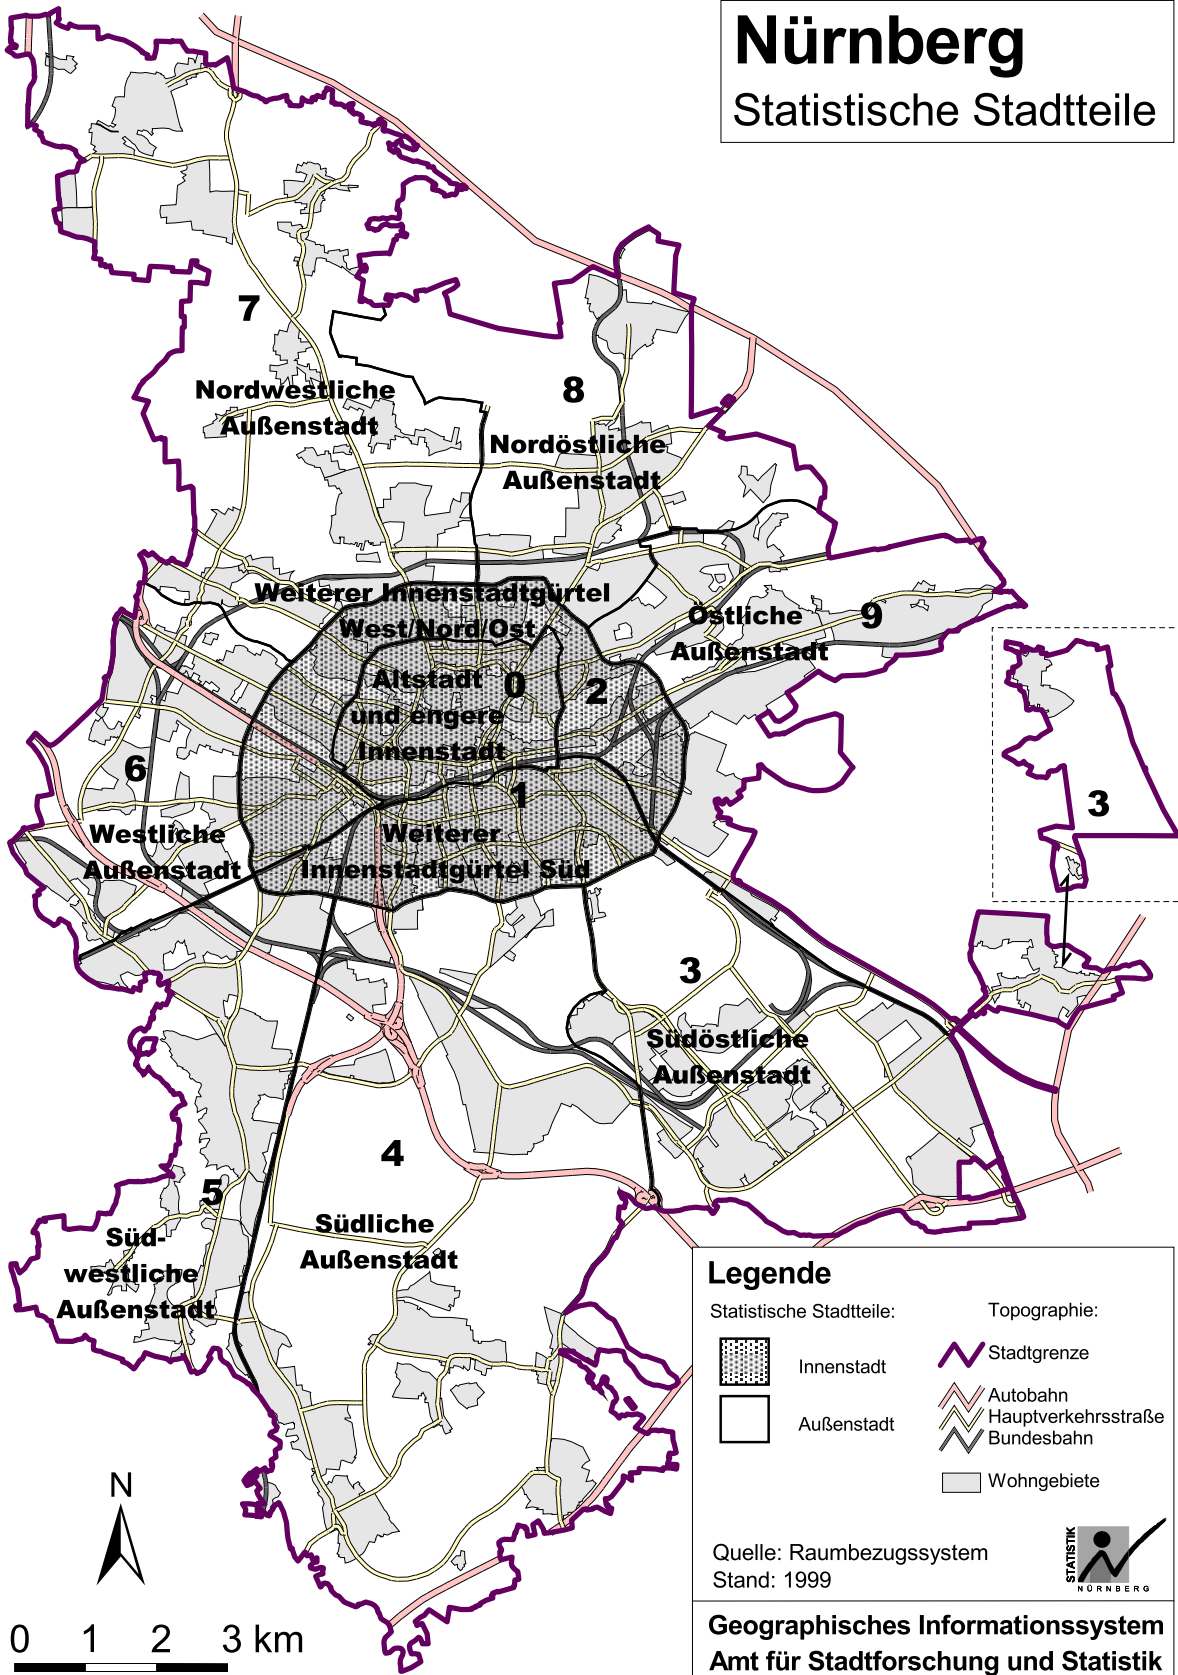 Nürnberg
Statistische Stadtteile
7
Nordwestliche
Außenstadt
8
Nordöstliche
Außenstadt
Weiterer Innenstadtgürtel
West/Nord/Ost
2
Östliche
Außenstadt
9
Altstadt
und engere
Innenstadt
0
6
Westliche
Außenstadt
1
Weiterer
Innenstadtgürtel Süd
3
3
Südöstliche
Außenstadt
4
Südliche
Außenstadt
5
Süd-
westliche
Außenstadt
N
0 1 2 3 km
Legende
Statistische Stadtteile:
Innenstadt
Außenstadt
Topographie:
Stadtgrenze
Autobahn
Hauptverkehrsstraße
Bundesbahn
Wohngebiete
Quelle: Raumbezugssystem
Stand: 1999
STATISTIK
NÜRNBERG
Geographisches Informationssystem
Amt für Stadtforschung und Statistik